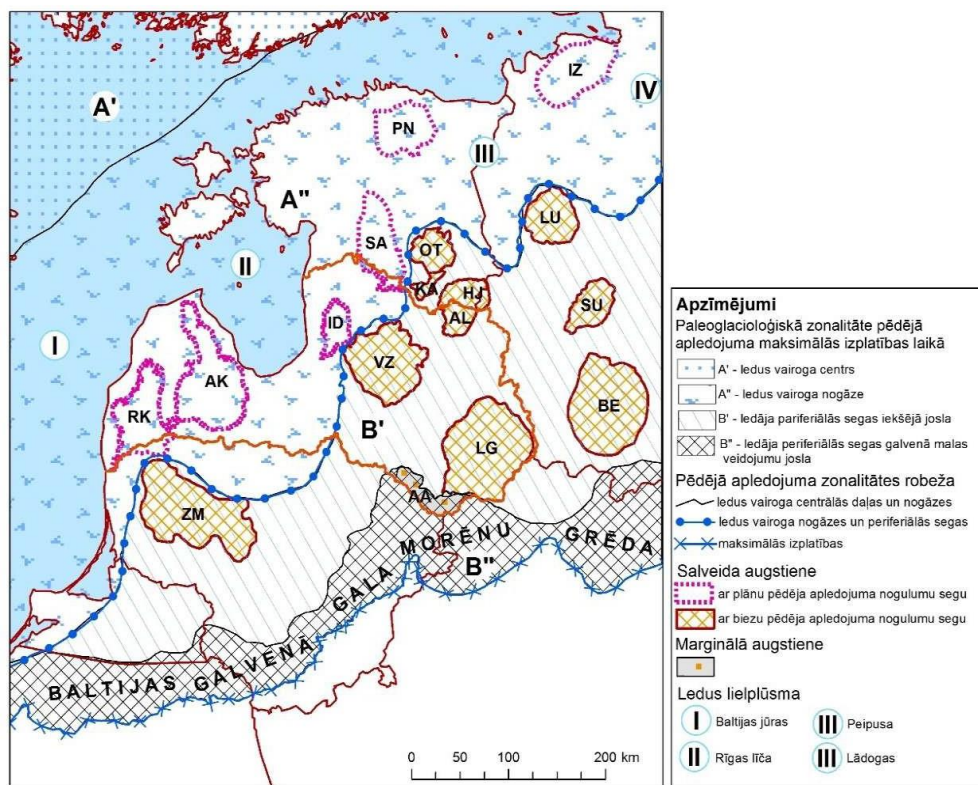 A'
IZ
IV
PN
III
A"
LU
SA
OT
II
KA
HJ
ID
AL
SU
I
VZ
AK
RK
B'
BE
LG
AA
ZM
B"
BALTIJAS GALVENĀ GALA MORĒNU GRĒDA
0 50 100 200 km
Apzīmējumi
Paleoglacioloģiskā zonalitāte pēdējā
apledojuma maksimālās izplatības laikā
A' - ledus vairoga centrs
A" - ledus vairoga nogāze
B' - ledāja pariferiālās segas iekšējā josla
B" - ledāja periferiālās segas galvenā malas
veidojumu josla
Pēdējā apledojuma zonalitātes robeža
ledus vairoga centrālās daļas un nogāzes
ledus vairoga nogāzes un periferiālās segas
maksimālās izplatības
Salveida augstiene
ar plānu pēdēja apledojuma nogulumu segu
ar biezu pēdēja apledojuma nogulumu segu
Marginālā augstiene
Ledus lielplūsma
I Baltijas jūras
III Peipusa
II Rīgas līča
III Lādogas